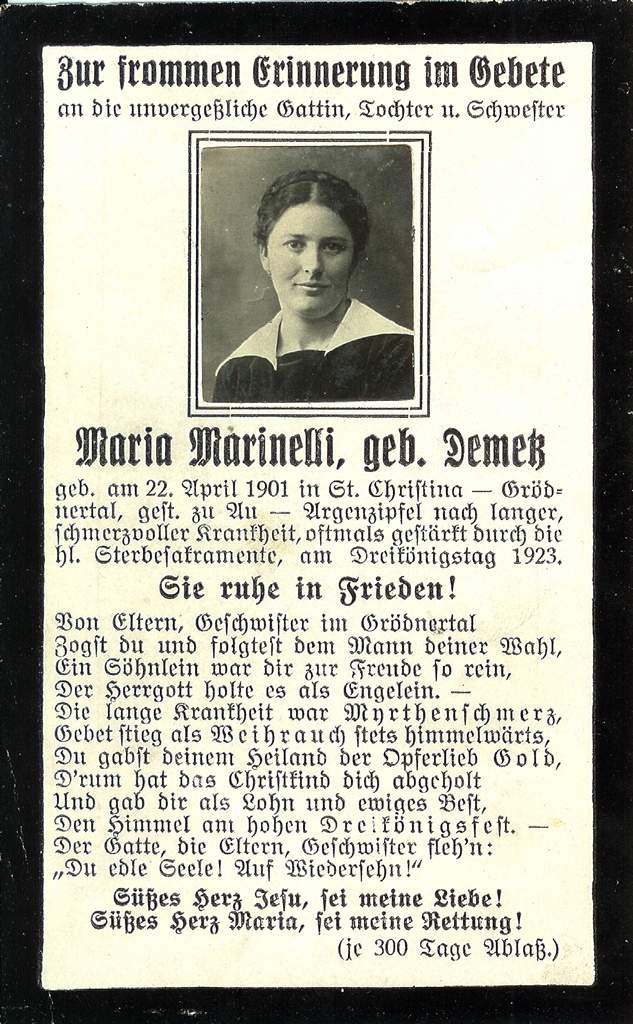 Zur frommen Erinnerung im Gebete
an die unvergeßliche Gattin, Tochter u. Schwester
Maria Marinelli, geb. Demetz
geb. am 22. April 1901 in St. Christina — Gröd=
nertal, gest. zu Au — Argenzipfel nach langer,
schmerzvoller Krankheit, oftmals gestärkt durch die
hl. Sterbesakramente, am Dreikönigstag 1923.
Sie ruhe in Frieden!
Von Eltern, Geschwister im Grödnertal
Zogst du und folgtest dem Mann deiner Wahl,
Ein Söhnlein war dir zur Freude so rein,
Der Herrgott holte es als Engelein. —
Die lange Krankheit war Myrthenschmerz,
Gebet stieg als Weihrauch stets himmelwärts,
Du gabst deinem Heiland der Opferlieb Gold,
D'rum hat das Christkind dich abgeholt
Und gab dir als Lohn und ewiges Best,
Den Himmel am hohen Dreikönigsfest. —
Der Gatte, die Eltern, Geschwister fleh'n:
„Du edle Seele! Auf Wiedersehn!“
Süßes Herz Jesu, sei meine Liebe!
Süßes Herz Maria, sei meine Rettung!
(je 300 Tage Ablaß.)